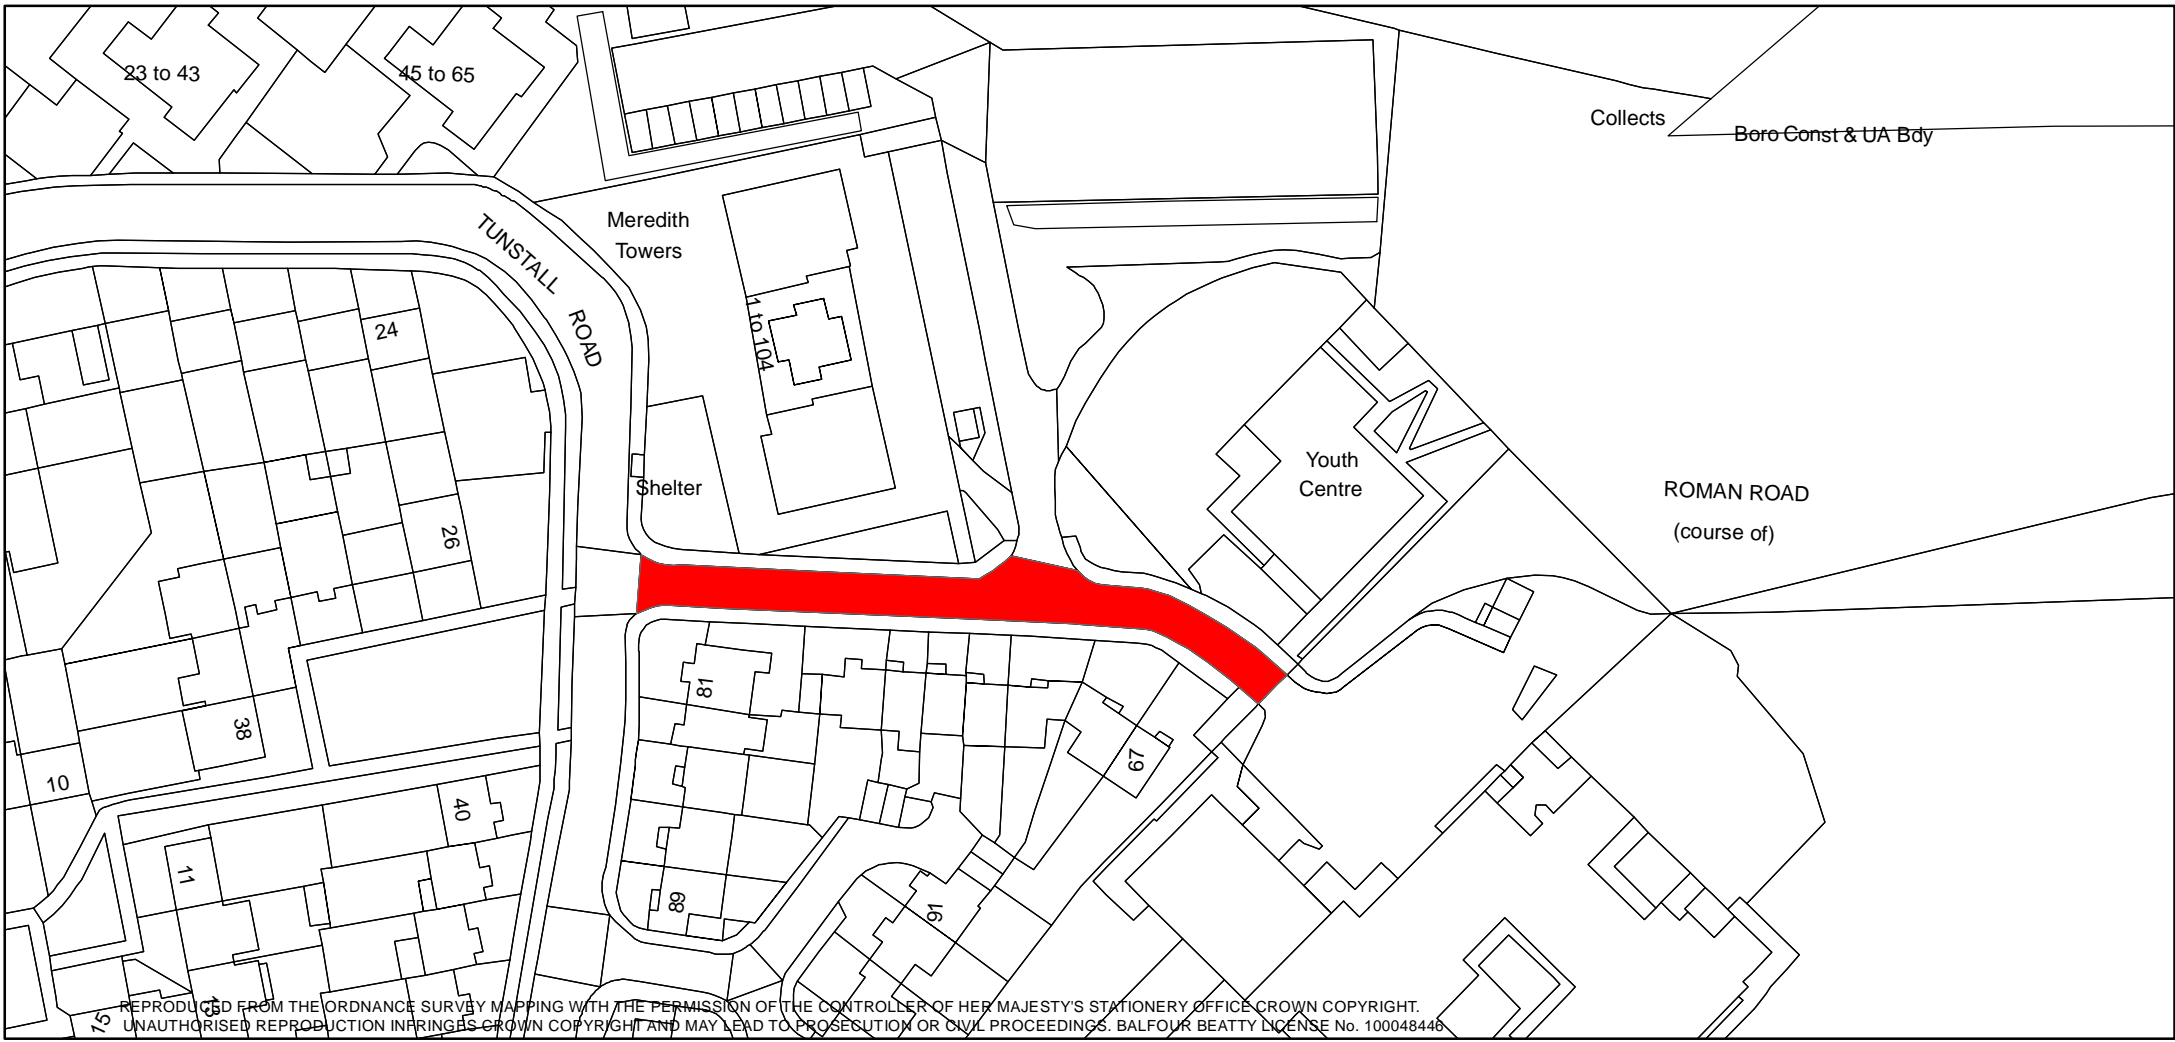 23 to 43
45 to 65
Collects
Boro Const & UA Bdy
TUNSTALL ROAD
Meredith
Towers
24
1 to 104
Youth
Centre
Shelter
ROMAN ROAD
(course of)
26
81
38
67
10
40
11
89
91
13
15
REPRODUCED FROM THE ORDNANCE SURVEY MAPPING WITH THE PERMISSION OF THE CONTROLLER OF HER MAJESTY'S STATIONERY OFFICE CROWN COPYRIGHT.
UNAUTHORISED REPRODUCTION INFRINGES CROWN COPYRIGHT AND MAY LEAD TO PROSECUTION OR CIVIL PROCEEDINGS. BALFOUR BEATTY LICENSE No. 100048446